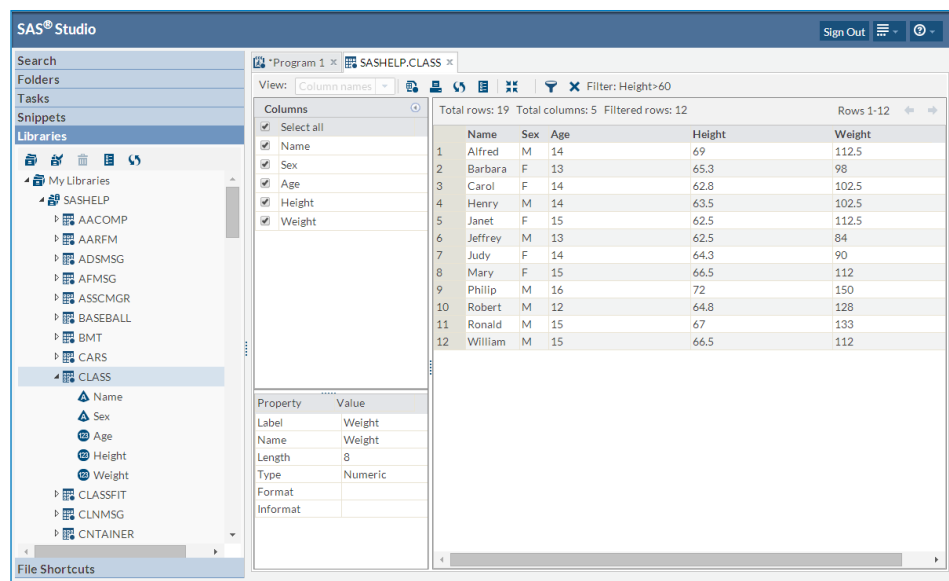 SAS® Studio
Sign Out
Search
Folders
Tasks
Snippets
Libraries
My Libraries
SASHELP
AACOMP
AARFM
ADSMSG
AFMSG
ASSCMGR
BASEBALL
BMT
CARS
CLASS
Name
Sex
Age
Height
Weight
CLASSFIT
CLNMSG
CNTAINER
File Shortcuts
*Program 1 × SASHELP.CLASS ×
View: Column names Filter: Height>60
Columns
Select all
Name
Sex
Age
Height
Weight
Property Value
Label Weight
Name Weight
Length 8
Type Numeric
Format
Informat
Total rows: 19 Total columns: 5 Filtered rows: 12 Rows 1-12
Name Sex Age Height Weight
1 Alfred M 14 69 112.5
2 Barbara F 13 65.3 98
3 Carol F 14 62.8 102.5
4 Henry M 14 63.5 102.5
5 Janet F 15 62.5 112.5
6 Jeffrey M 13 62.5 84
7 Judy F 14 64.3 90
8 Mary F 15 66.5 112
9 Philip M 16 72 150
10 Robert M 12 64.8 128
11 Ronald M 15 67 133
12 William M 15 66.5 112